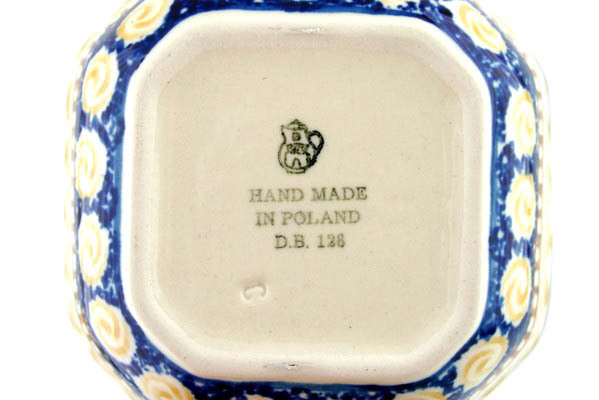 HAND MADE
IN POLAND
D.B. 128
C